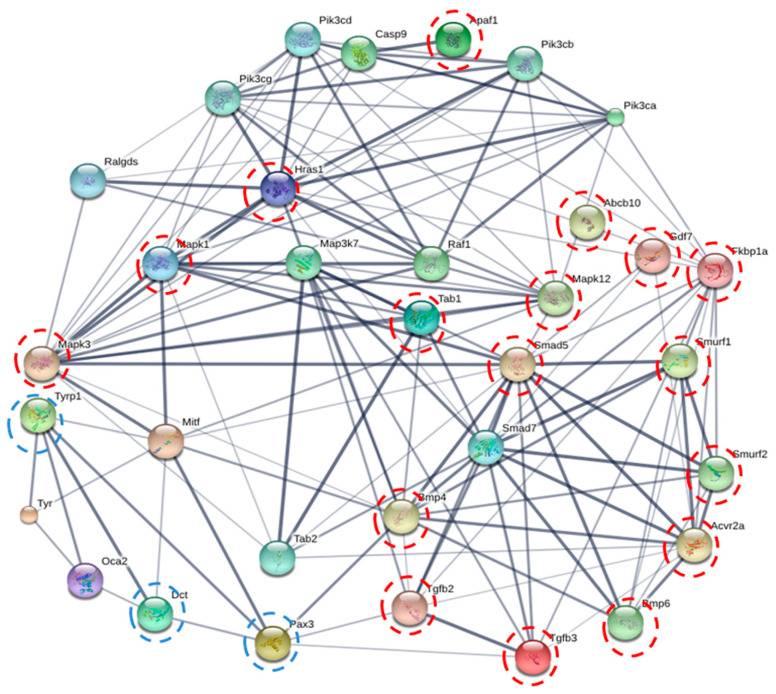 Pik3cd
Apaf1
Casp9
Pik3cb
Pik3cg
Pik3ca
Ralgds
Hras1
Abcb10
Gdf7
Fkbp1a
Mapk1
Map3k7
Raf1
Mapk12
Tab1
Mapk3
Smad5
Smurf1
Tyrp1
Mitf
Smad7
Smurf2
Bmp4
Tyr
Acvr2a
Tab2
Oca2
Dct
Tgfb2
Bmp6
Pax3
Tgfb3